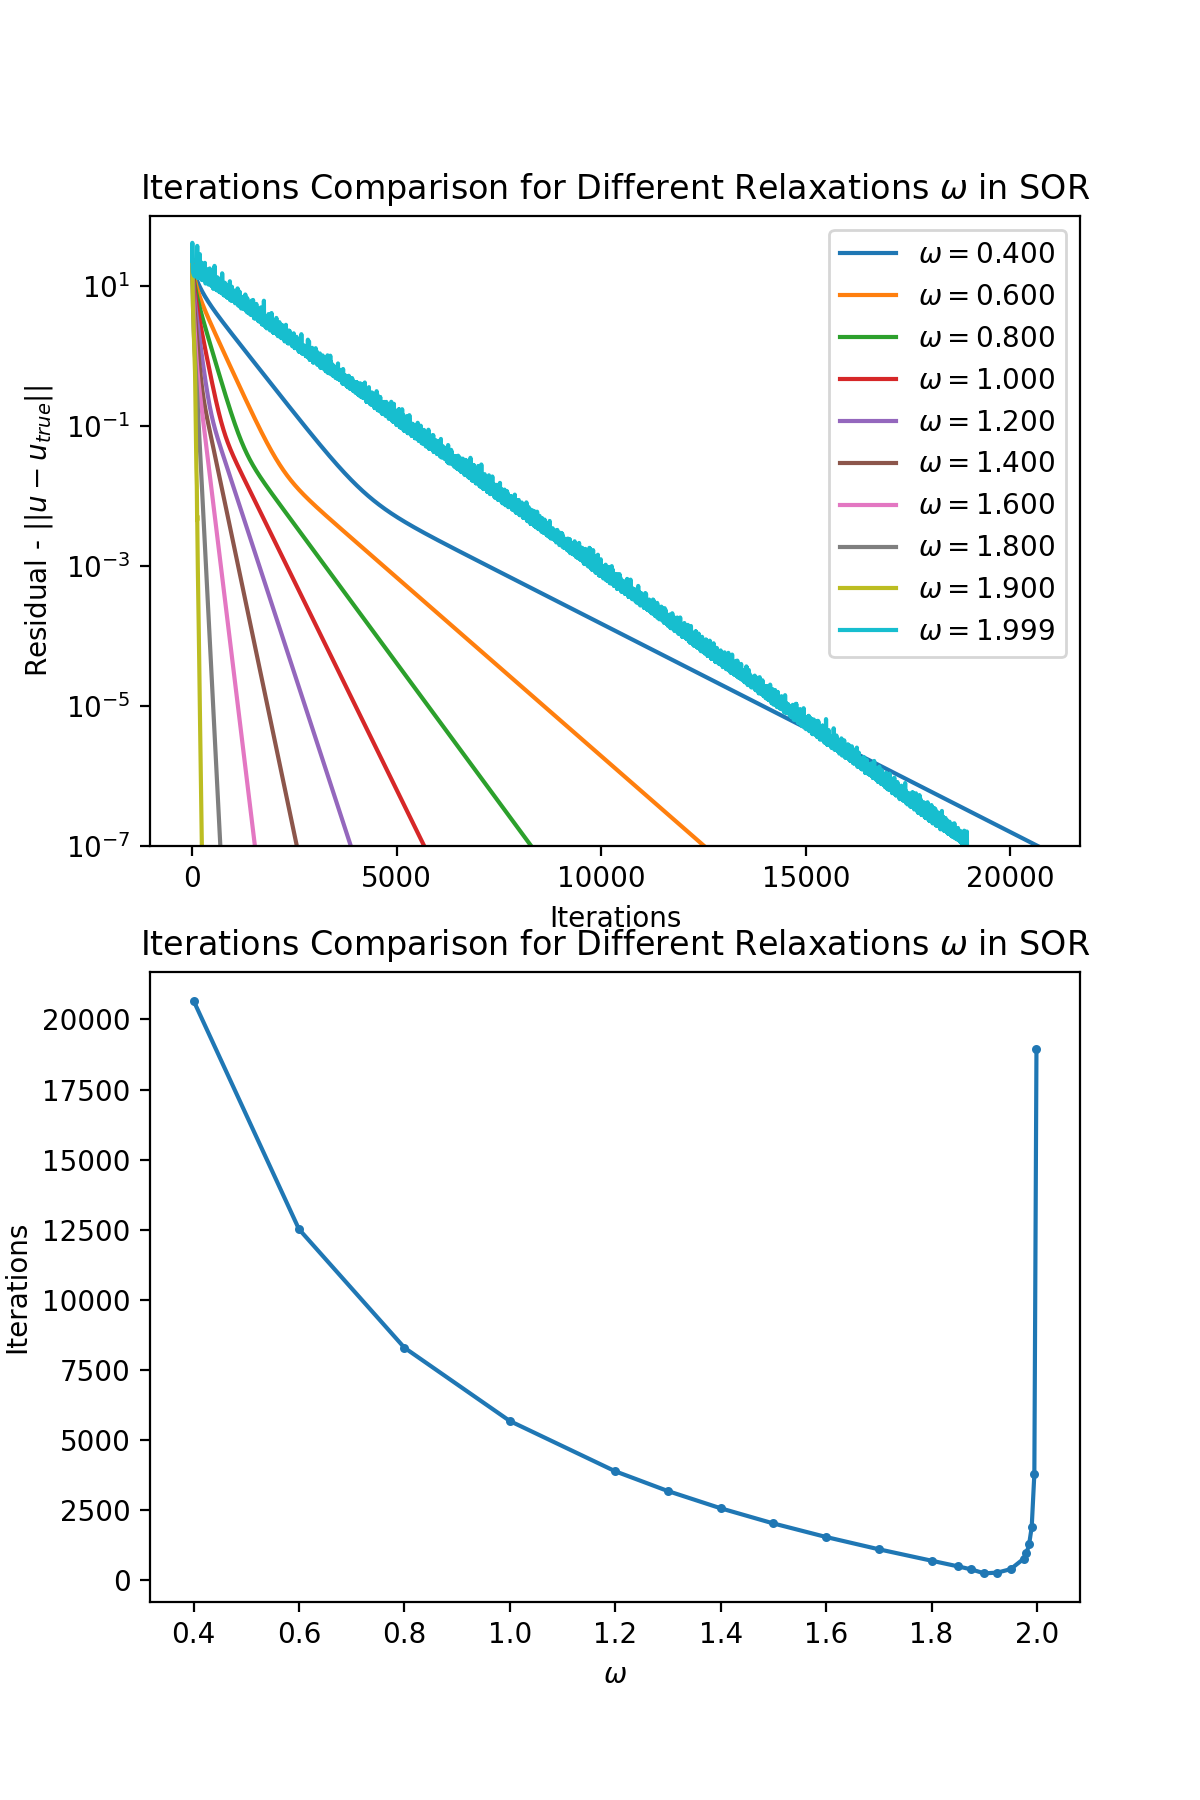 Iterations Comparison for Different Relaxations ω in SOR
Residual - ||u − u_{true}||
10^1
10^{-1}
10^{-3}
10^{-5}
10^{-7}
ω = 0.400
ω = 0.600
ω = 0.800
ω = 1.000
ω = 1.200
ω = 1.400
ω = 1.600
ω = 1.800
ω = 1.900
ω = 1.999
0 5000 10000 15000 20000
Iterations
Iterations Comparison for Different Relaxations ω in SOR
Iterations
20000
17500
15000
12500
10000
7500
5000
2500
0
0.4 0.6 0.8 1.0 1.2 1.4 1.6 1.8 2.0
ω